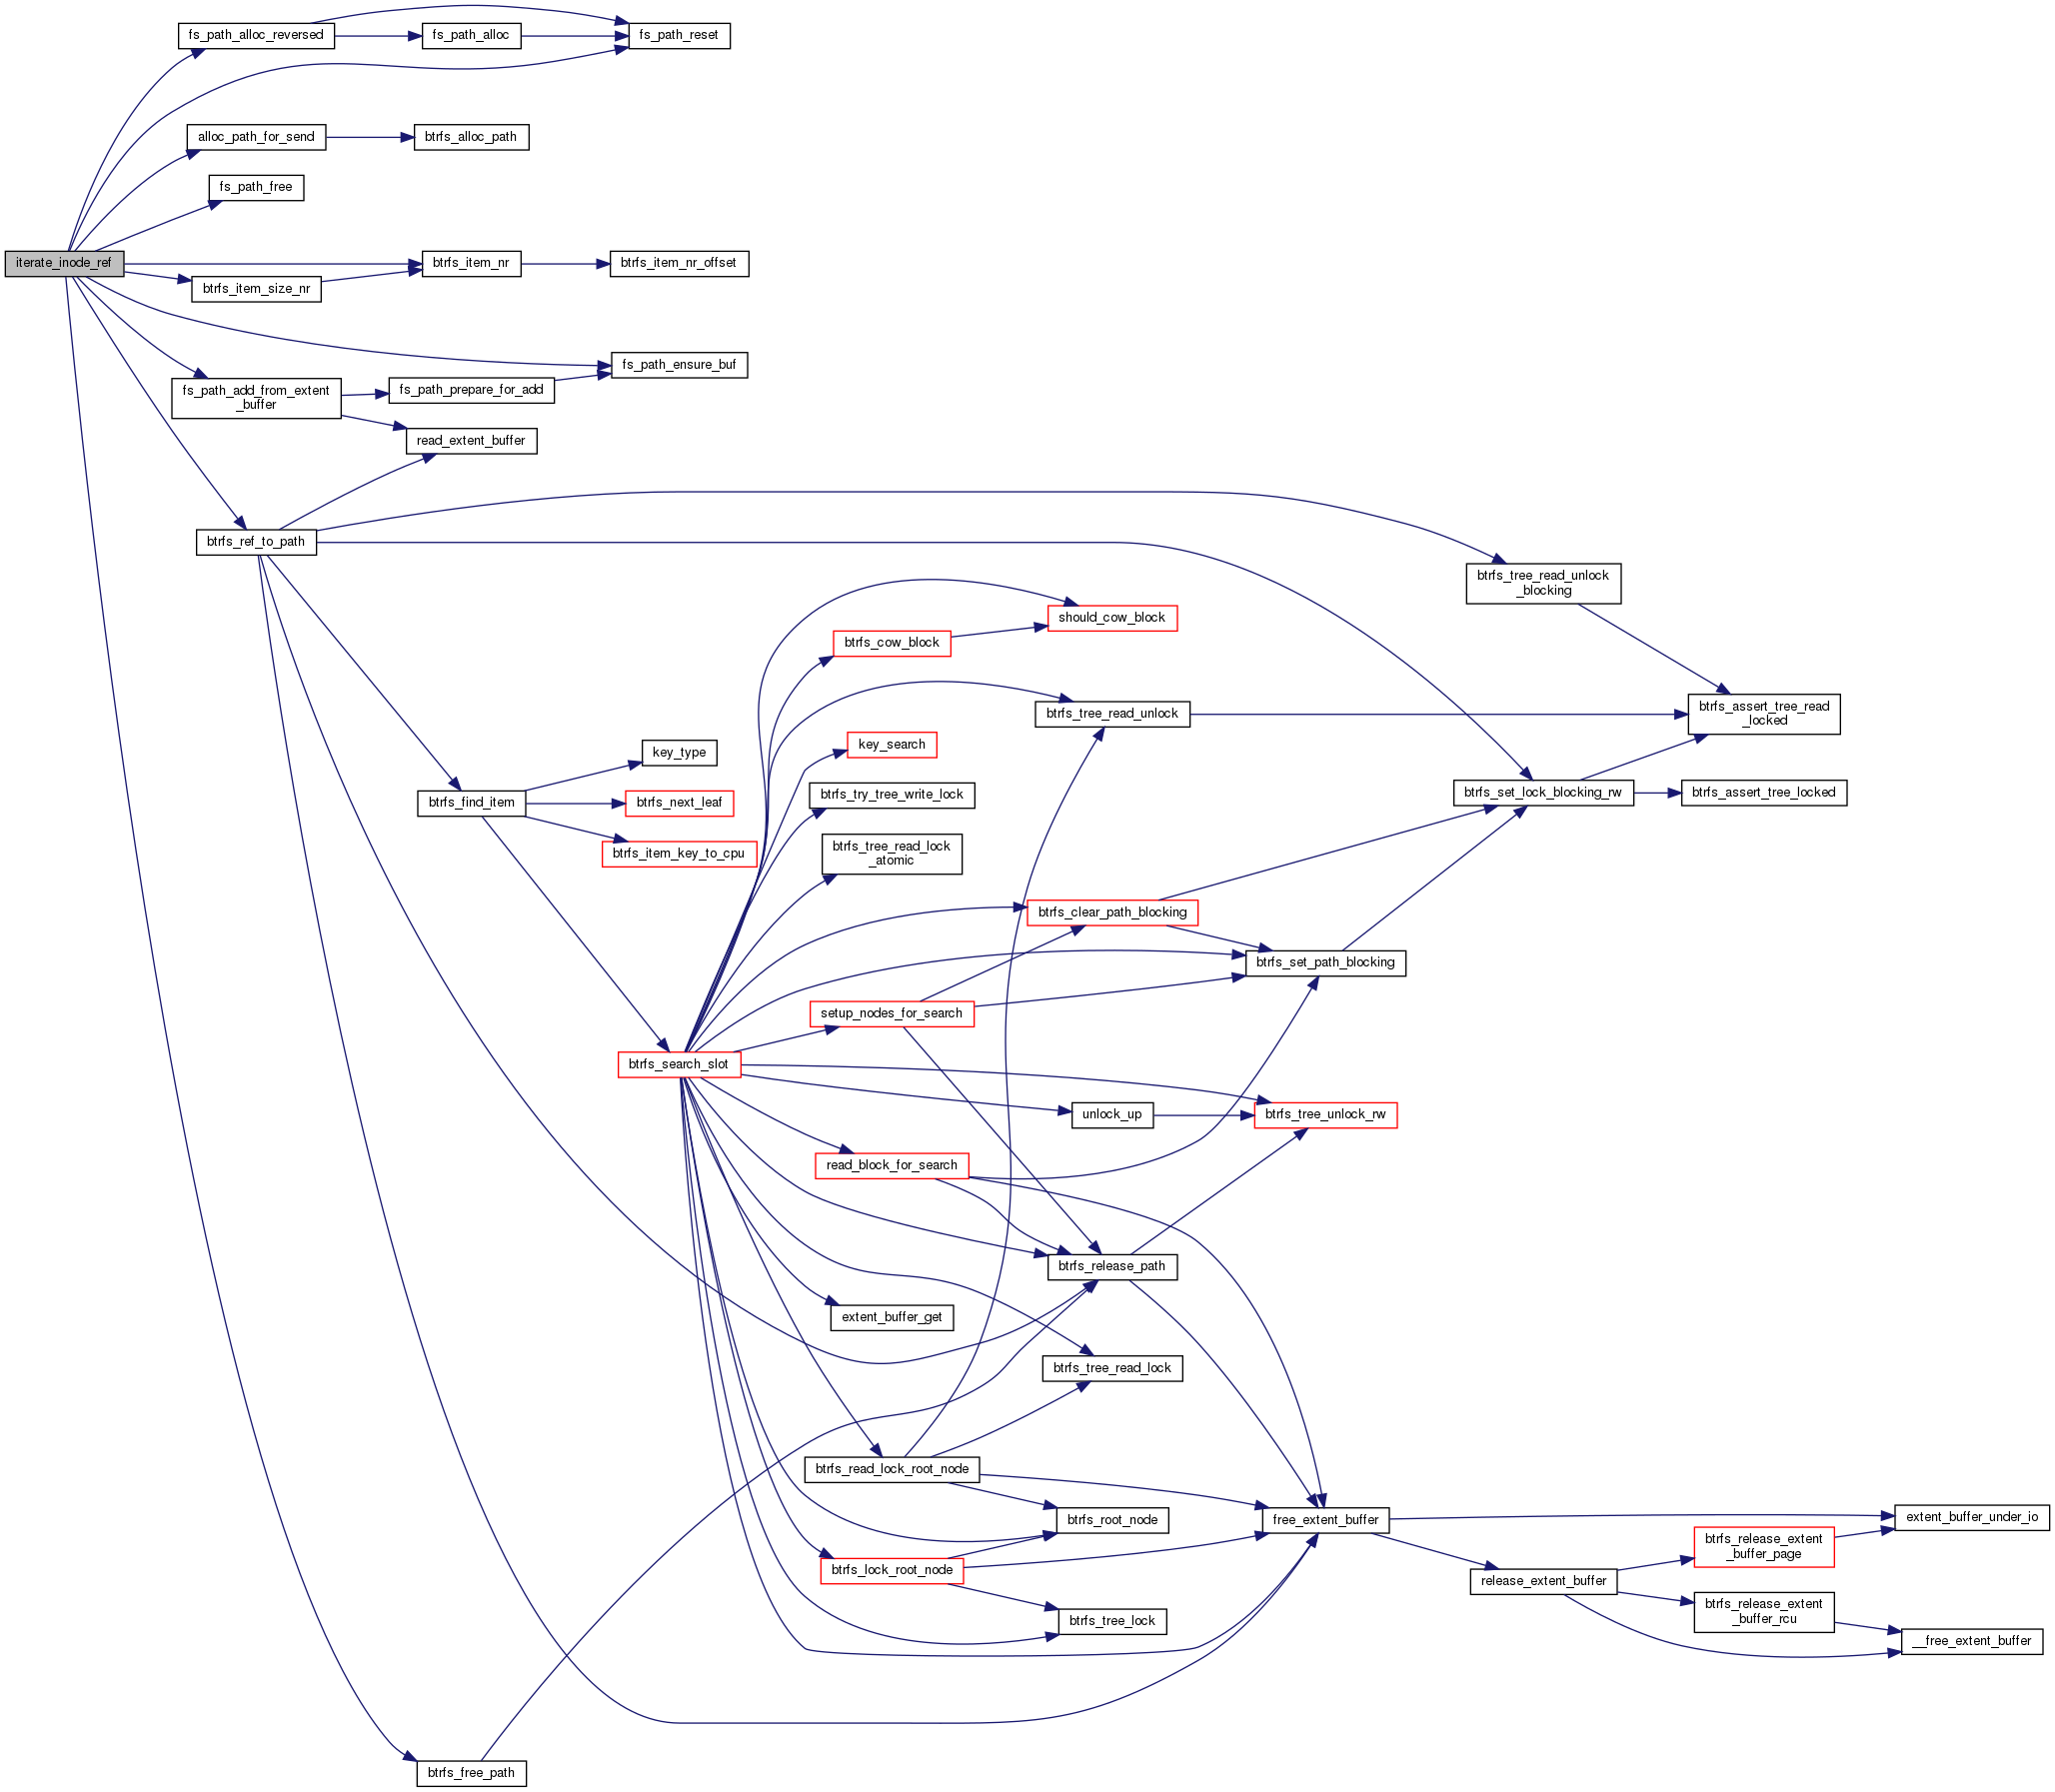 fs_path_alloc_reversed
fs_path_alloc
fs_path_reset
alloc_path_for_send
btrfs_alloc_path
fs_path_free
iterate_inode_ref
btrfs_item_nr
btrfs_item_nr_offset
btrfs_item_size_nr
fs_path_ensure_buf
fs_path_add_from_extent
_buffer
fs_path_prepare_for_add
read_extent_buffer
btrfs_ref_to_path
btrfs_tree_read_unlock
_blocking
should_cow_block
btrfs_cow_block
btrfs_tree_read_unlock
btrfs_assert_tree_read
_locked
key_search
key_type
btrfs_find_item
btrfs_next_leaf
btrfs_try_tree_write_lock
btrfs_set_lock_blocking_rw
btrfs_assert_tree_locked
btrfs_item_key_to_cpu
btrfs_tree_read_lock
_atomic
btrfs_clear_path_blocking
btrfs_set_path_blocking
setup_nodes_for_search
btrfs_search_slot
unlock_up
btrfs_tree_unlock_rw
read_block_for_search
btrfs_release_path
extent_buffer_get
btrfs_tree_read_lock
btrfs_read_lock_root_node
btrfs_root_node
free_extent_buffer
extent_buffer_under_io
btrfs_release_extent
_buffer_page
btrfs_lock_root_node
release_extent_buffer
btrfs_release_extent
_buffer_rcu
btrfs_tree_lock
__free_extent_buffer
btrfs_free_path